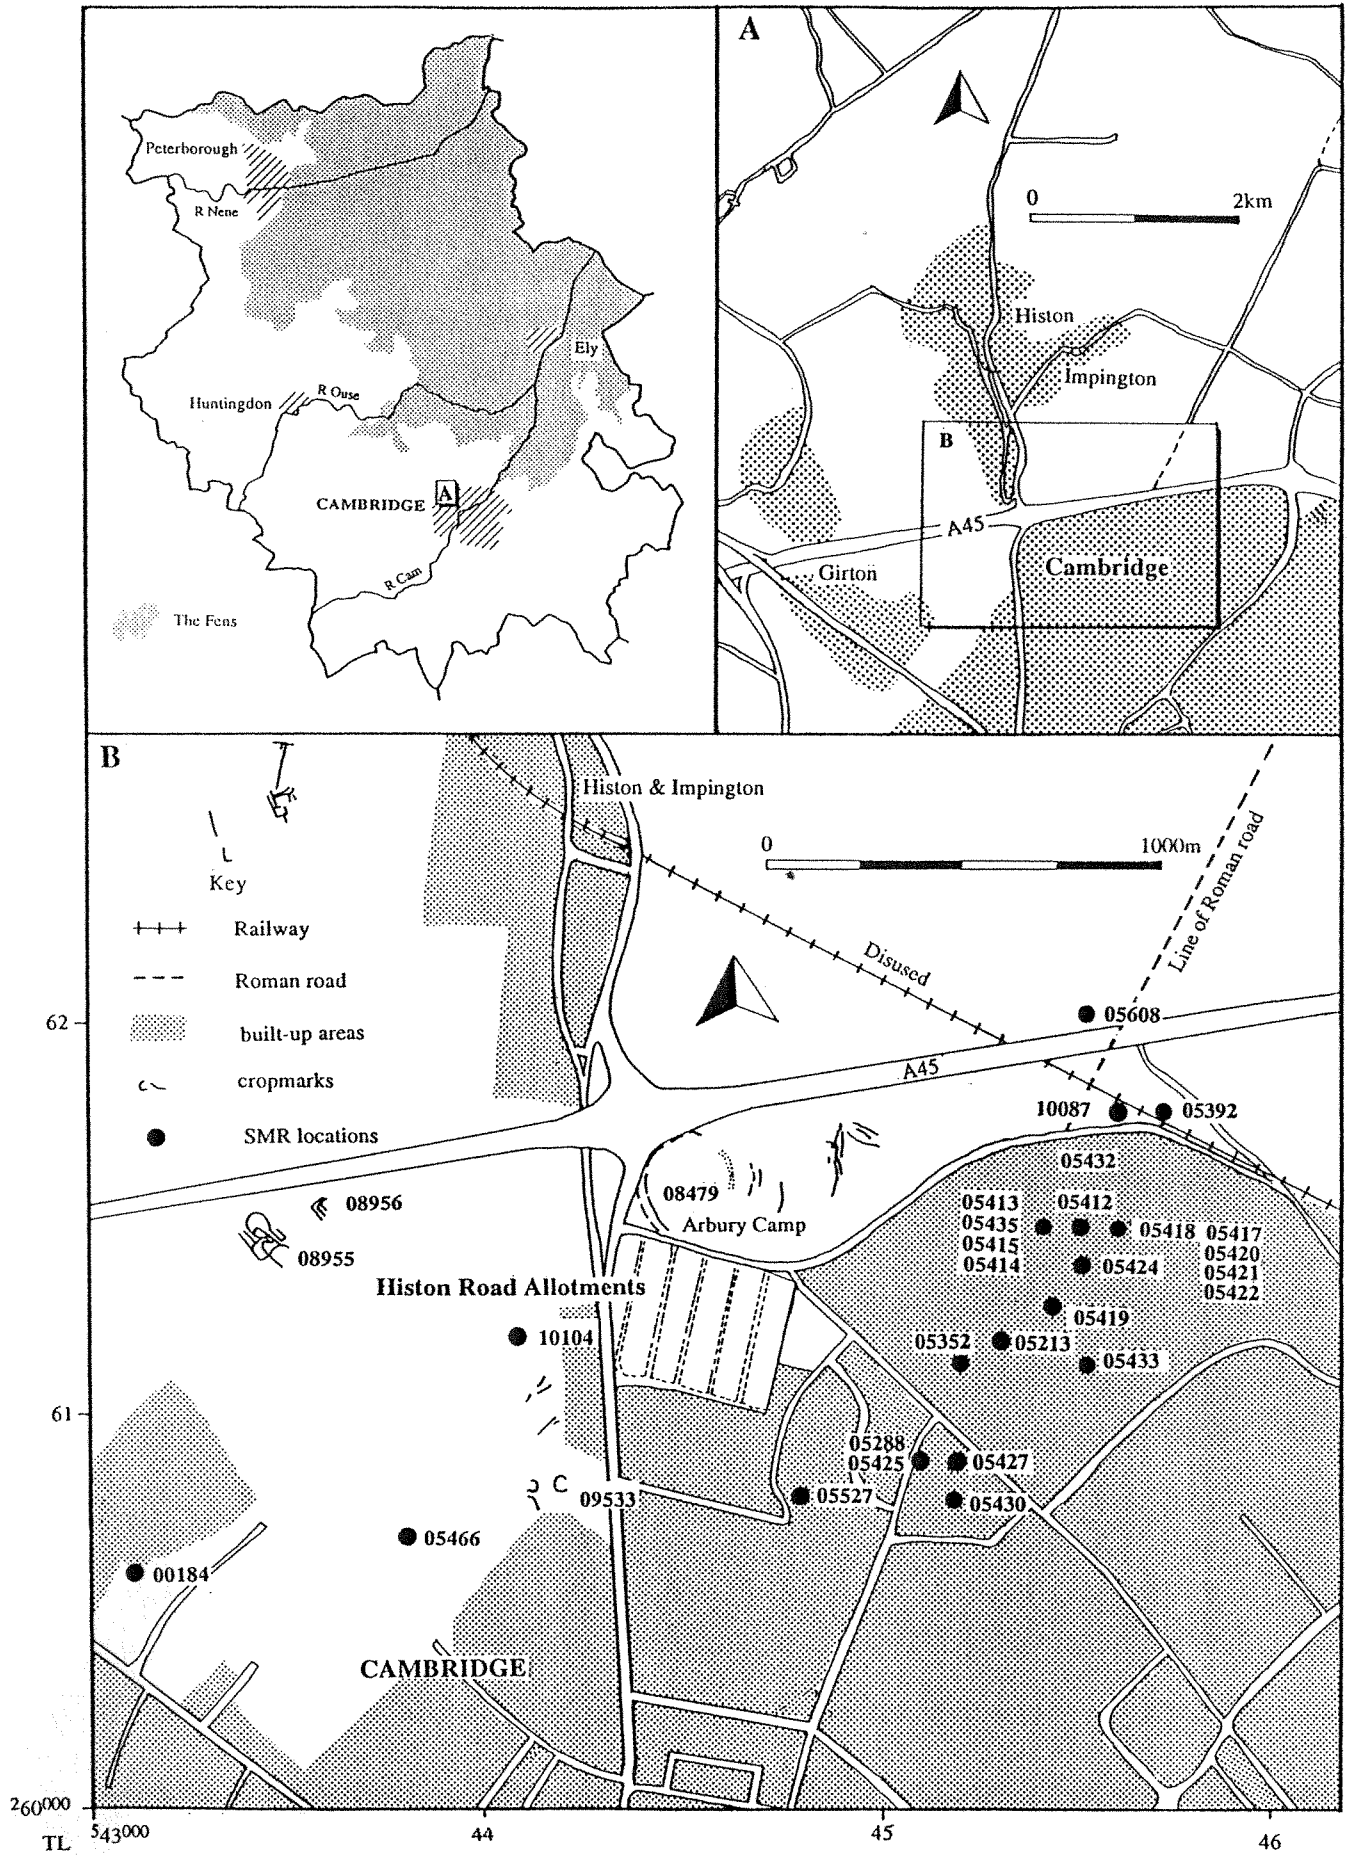 Peterborough
R Nene
Ely
Huntingdon
R Ouse
CAMBRIDGE
A
R Cam
The Fens
A
0 2km
Histon
Impington
B
A45
Girton
Cambridge
B
Histon & Impington
0 1000m
Key
Railway
Roman road
built-up areas
cropmarks
SMR locations
Disused
Line of Roman road
62
05608
A45
10087
05392
05432
08956
08955
08479
Arbury Camp
05413
05412
05435
05418
05417
05415
05420
05414
05424
05421
05422
Histon Road Allotments
05419
10104
05352
05213
05433
61
05288
05425
05427
09533
05527
05430
05466
00184
CAMBRIDGE
260000
TL
543000
44
45
46